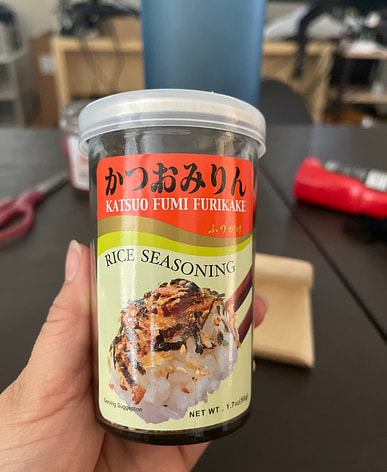 かつおみりん
KATSUO FUMI FURIKAKE
ふりかけ
RICE SEASONING
Serving Suggestion
NET WT. 1.7oz(50g)